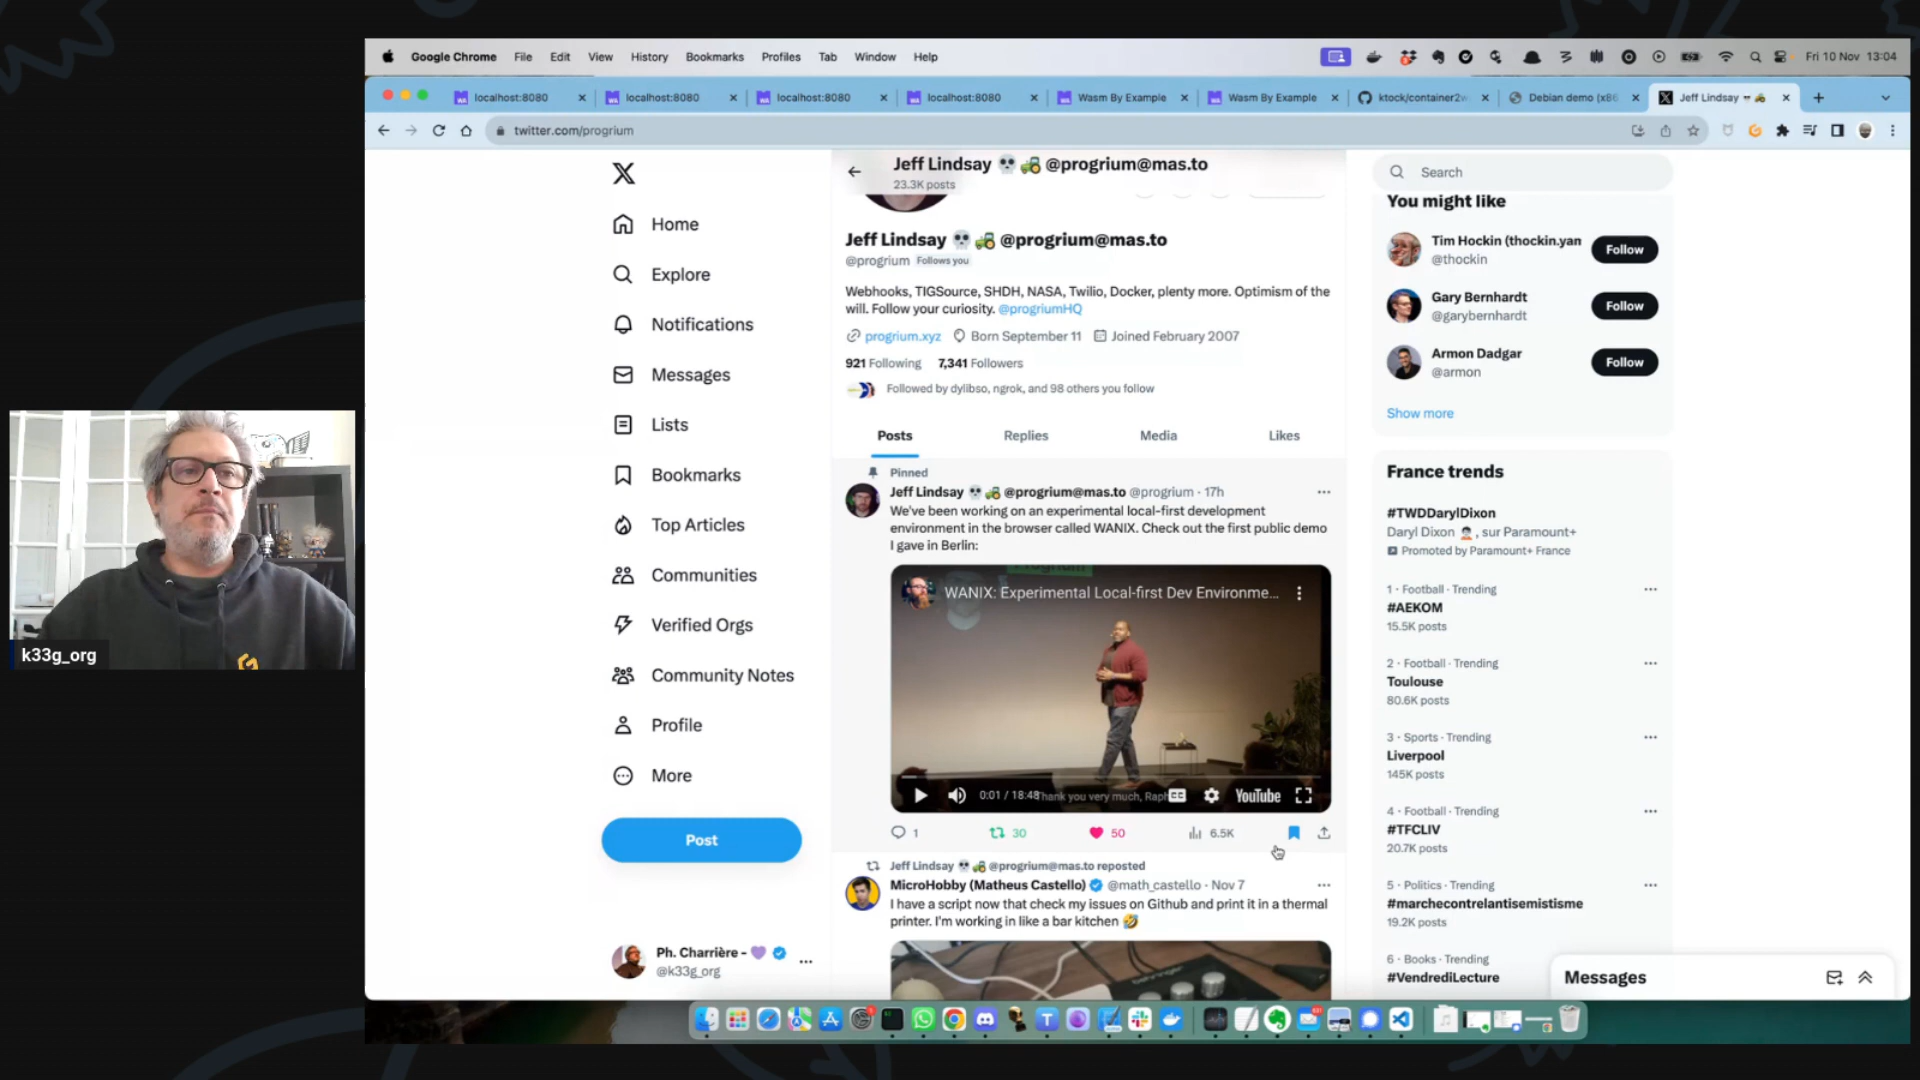 Google Chrome File Edit View History Bookmarks Profiles Tab Window Help Fri 10 Nov 13:04
localhost:8080 localhost:8080 localhost:8080 localhost:8080 Wasm By Example Wasm By Example ktock/container2w Debian demo (x86 Jeff Lindsay
twitter.com/progrium
Home
Explore
Notifications
Messages
Lists
Bookmarks
Top Articles
Communities
Verified Orgs
Community Notes
Profile
More
Post
Ph. Charrière - 💜
@k33g_org
Jeff Lindsay 💀 🚜 @progrium@mas.to
23.3K posts
Jeff Lindsay 💀 🚜 @progrium@mas.to
@progrium Follows you
Webhooks, TIGSource, SHDH, NASA, Twilio, Docker, plenty more. Optimism of the
will. Follow your curiosity. @progriumHQ
progrium.xyz Born September 11 Joined February 2007
921 Following 7,341 Followers
Followed by dylibso, ngrok, and 98 others you follow
Posts Replies Media Likes
Pinned
Jeff Lindsay 💀 🚜 @progrium@mas.to @progrium · 17h
We've been working on an experimental local-first development
environment in the browser called WANIX. Check out the first public demo
I gave in Berlin:
WANIX: Experimental Local-first Dev Environme...
0:01 / 18:48 Thank you very much, Raph CC YouTube
1 30 50 6.5K
Jeff Lindsay 💀 🚜 @progrium@mas.to reposted
MicroHobby (Matheus Castello) @math_castello · Nov 7
I have a script now that check my issues on Github and print it in a thermal
printer. I'm working in like a bar kitchen 🤣
Search
You might like
Tim Hockin (thockin.yan
@thockin
Follow
Gary Bernhardt
@garybernhardt
Follow
Armon Dadgar
@armon
Follow
Show more
France trends
#TWDDarylDixon
Daryl Dixon 🧟, sur Paramount+
Promoted by Paramount+ France
1 · Football · Trending
#AEKOM
15.5K posts
2 · Football · Trending
Toulouse
80.6K posts
3 · Sports · Trending
Liverpool
145K posts
4 · Football · Trending
#TFCLIV
20.7K posts
5 · Politics · Trending
#marchecontrelantisemistisme
19.2K posts
6 · Books · Trending
#VendrediLecture
Messages
k33g_org